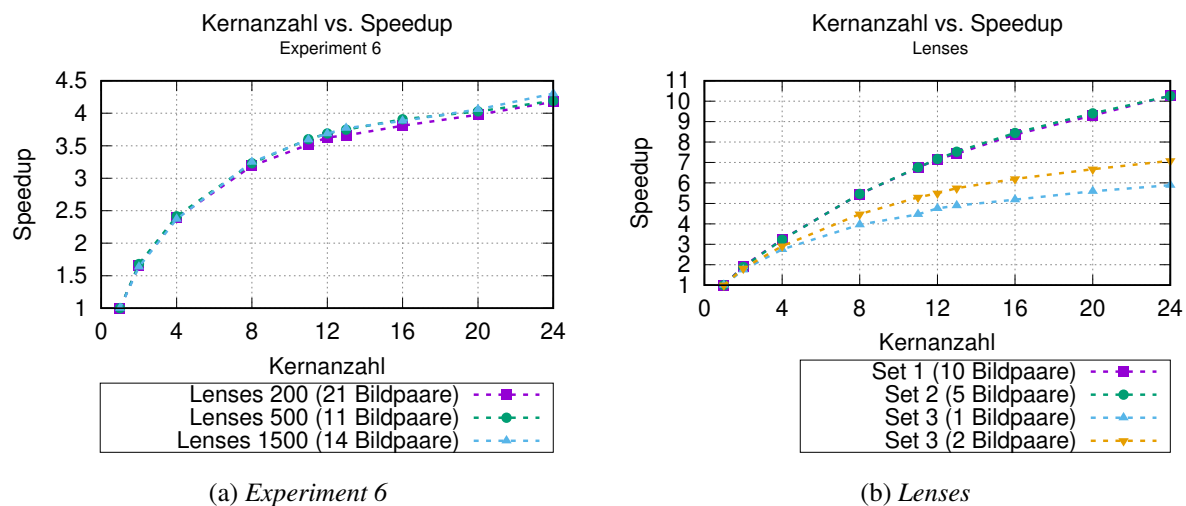 Kernanzahl vs. Speedup
Experiment 6
4.5
4
3.5
3
2.5
2
1.5
1
Speedup
0 4 8 12 16 20 24
Kernanzahl
Lenses 200 (21 Bildpaare)
Lenses 500 (11 Bildpaare)
Lenses 1500 (14 Bildpaare)
(a) Experiment 6
Kernanzahl vs. Speedup
Lenses
11
10
9
8
7
6
5
4
3
2
1
Speedup
0 4 8 12 16 20 24
Kernanzahl
Set 1 (10 Bildpaare)
Set 2 (5 Bildpaare)
Set 3 (1 Bildpaare)
Set 3 (2 Bildpaare)
(b) Lenses